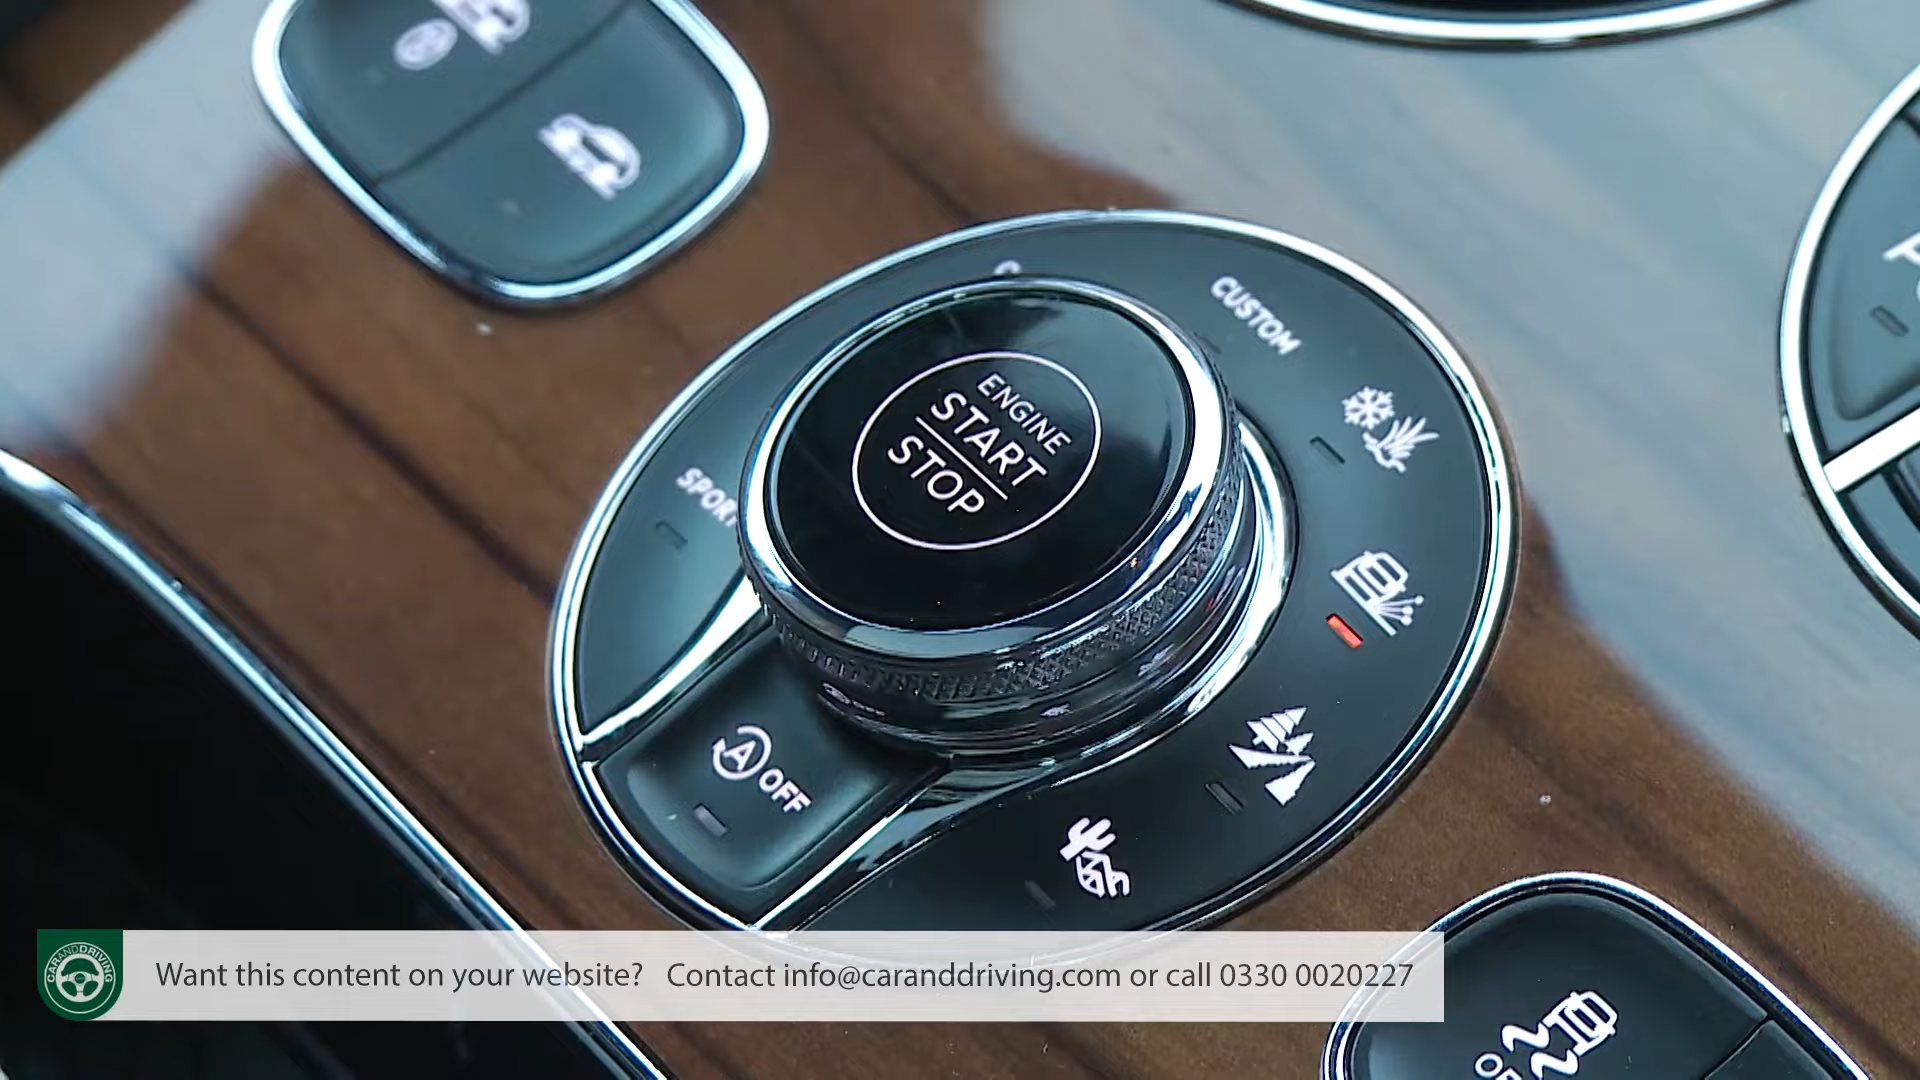 CUSTOM
ENGINE
START
STOP
SPORT
A OFF
CARANDDRIVING
Want this content on your website? Contact info@caranddriving.com or call 0330 0020227